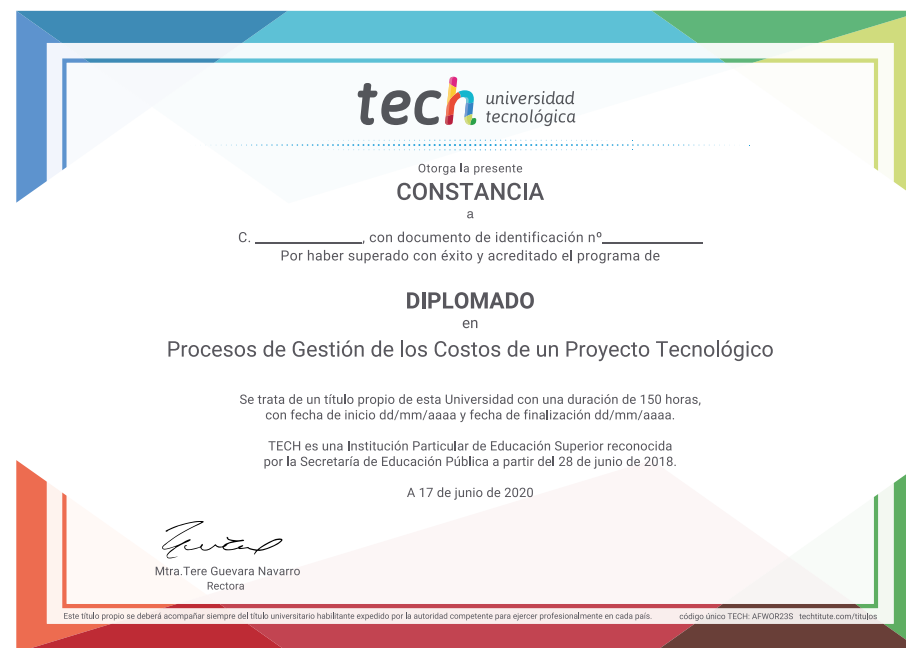 tech universidad
tecnológica
Otorga la presente
CONSTANCIA
a
C. ____________, con documento de identificación nº____________
Por haber superado con éxito y acreditado el programa de
DIPLOMADO
en
Procesos de Gestión de los Costos de un Proyecto Tecnológico
Se trata de un título propio de esta Universidad con una duración de 150 horas,
con fecha de inicio dd/mm/aaaa y fecha de finalización dd/mm/aaaa.
TECH es una Institución Particular de Educación Superior reconocida
por la Secretaría de Educación Pública a partir del 28 de junio de 2018.
A 17 de junio de 2020
Mtra.Tere Guevara Navarro
Rectora
Este título propio se deberá acompañar siempre del título universitario habilitante expedido por la autoridad competente para ejercer profesionalmente en cada país. código único TECH: AFWOR23S techtitute.com/titulos